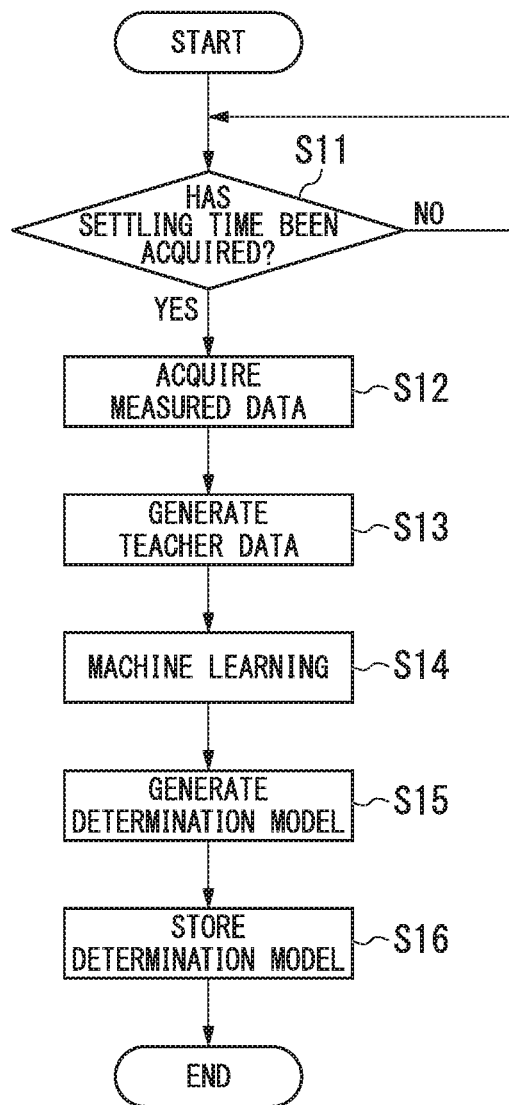 START
S11
HAS
SETTLING TIME BEEN
ACQUIRED?
NO
YES
ACQUIRE
MEASURED DATA
S12
GENERATE
TEACHER DATA
S13
MACHINE LEARNING
S14
GENERATE
DETERMINATION MODEL
S15
STORE
DETERMINATION MODEL
S16
END